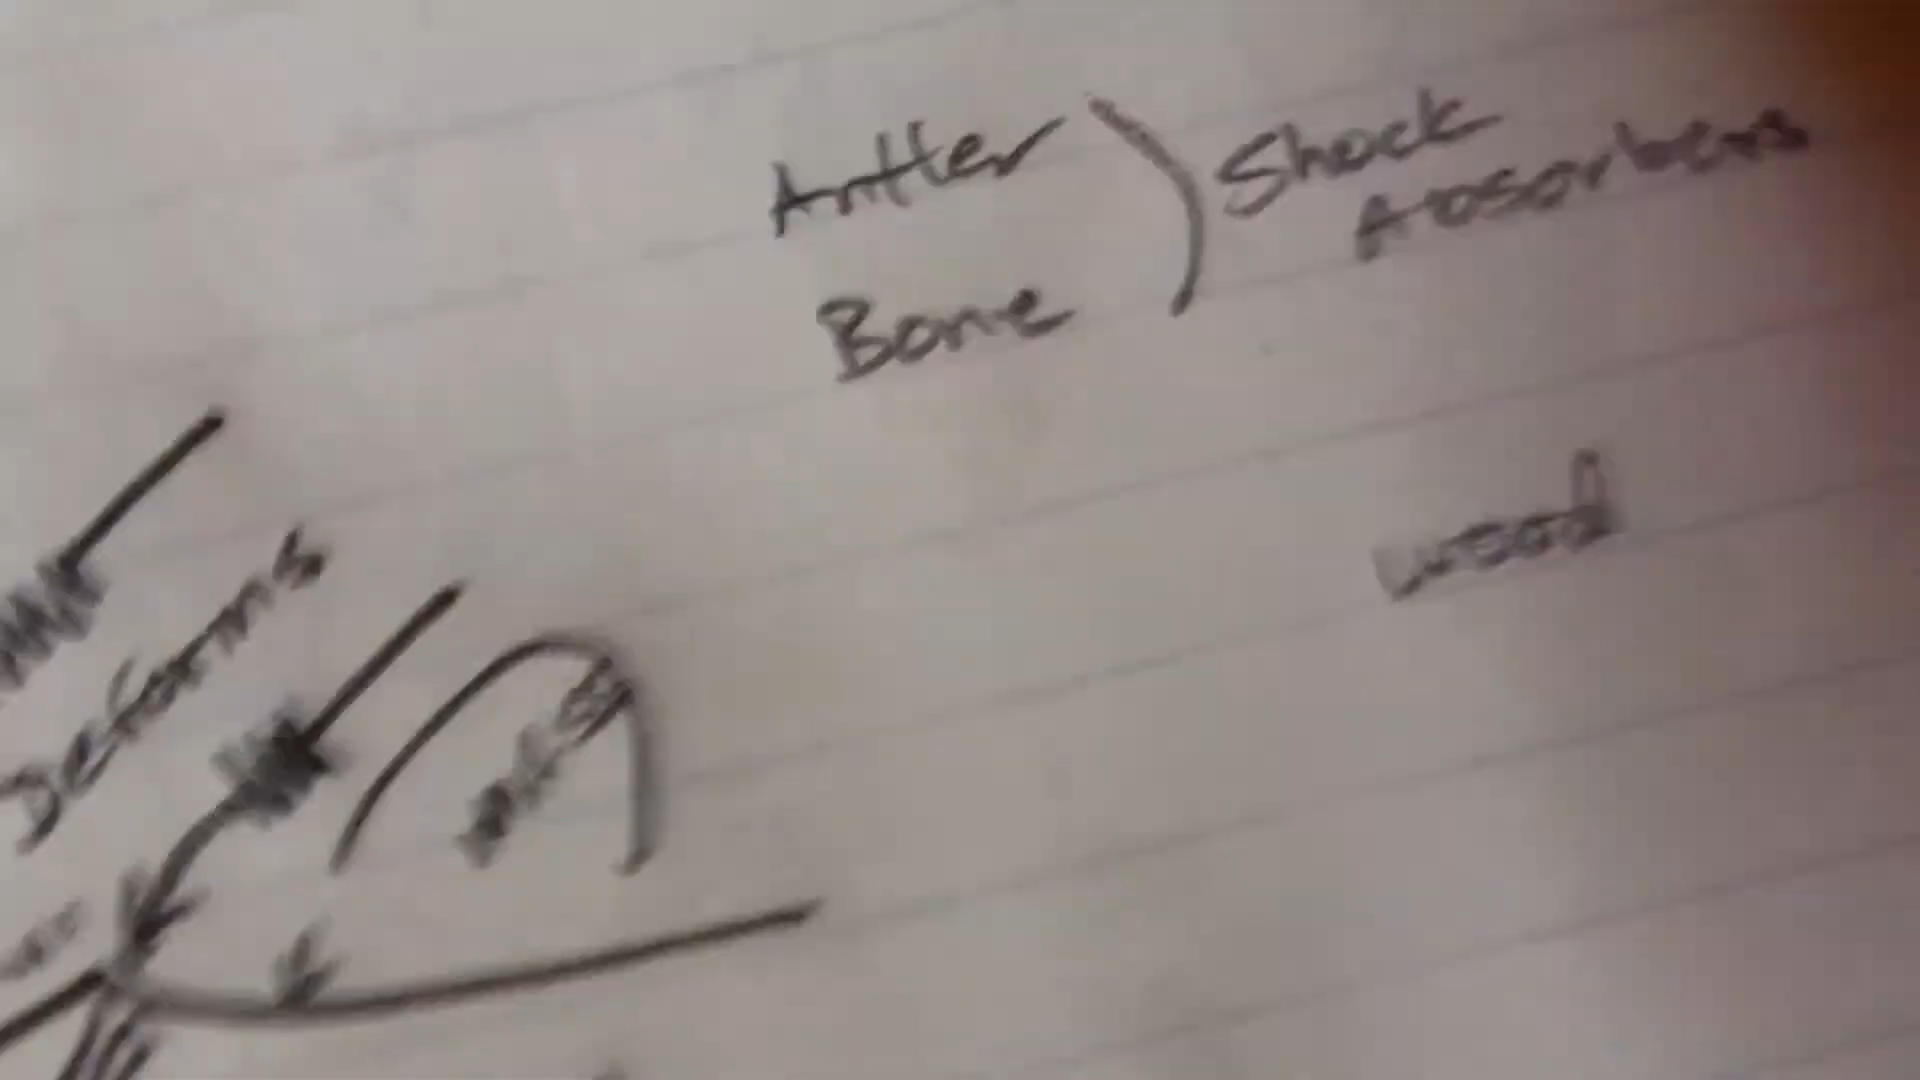 Antler
Shock
Absorbers
Bone
wood
Deforms